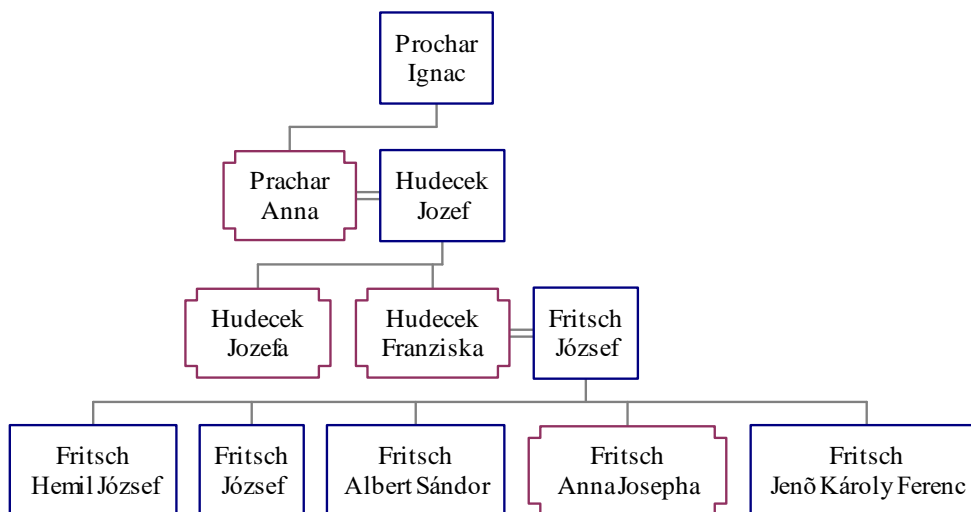 Prochar
Ignac
Prachar
Anna
Hudecek
Jozef
Hudecek
Jozefa
Hudecek
Franziska
Fritsch
József
Fritsch
Hemil József
Fritsch
József
Fritsch
Albert Sándor
Fritsch
Anna Josepha
Fritsch
Jenõ Károly Ferenc